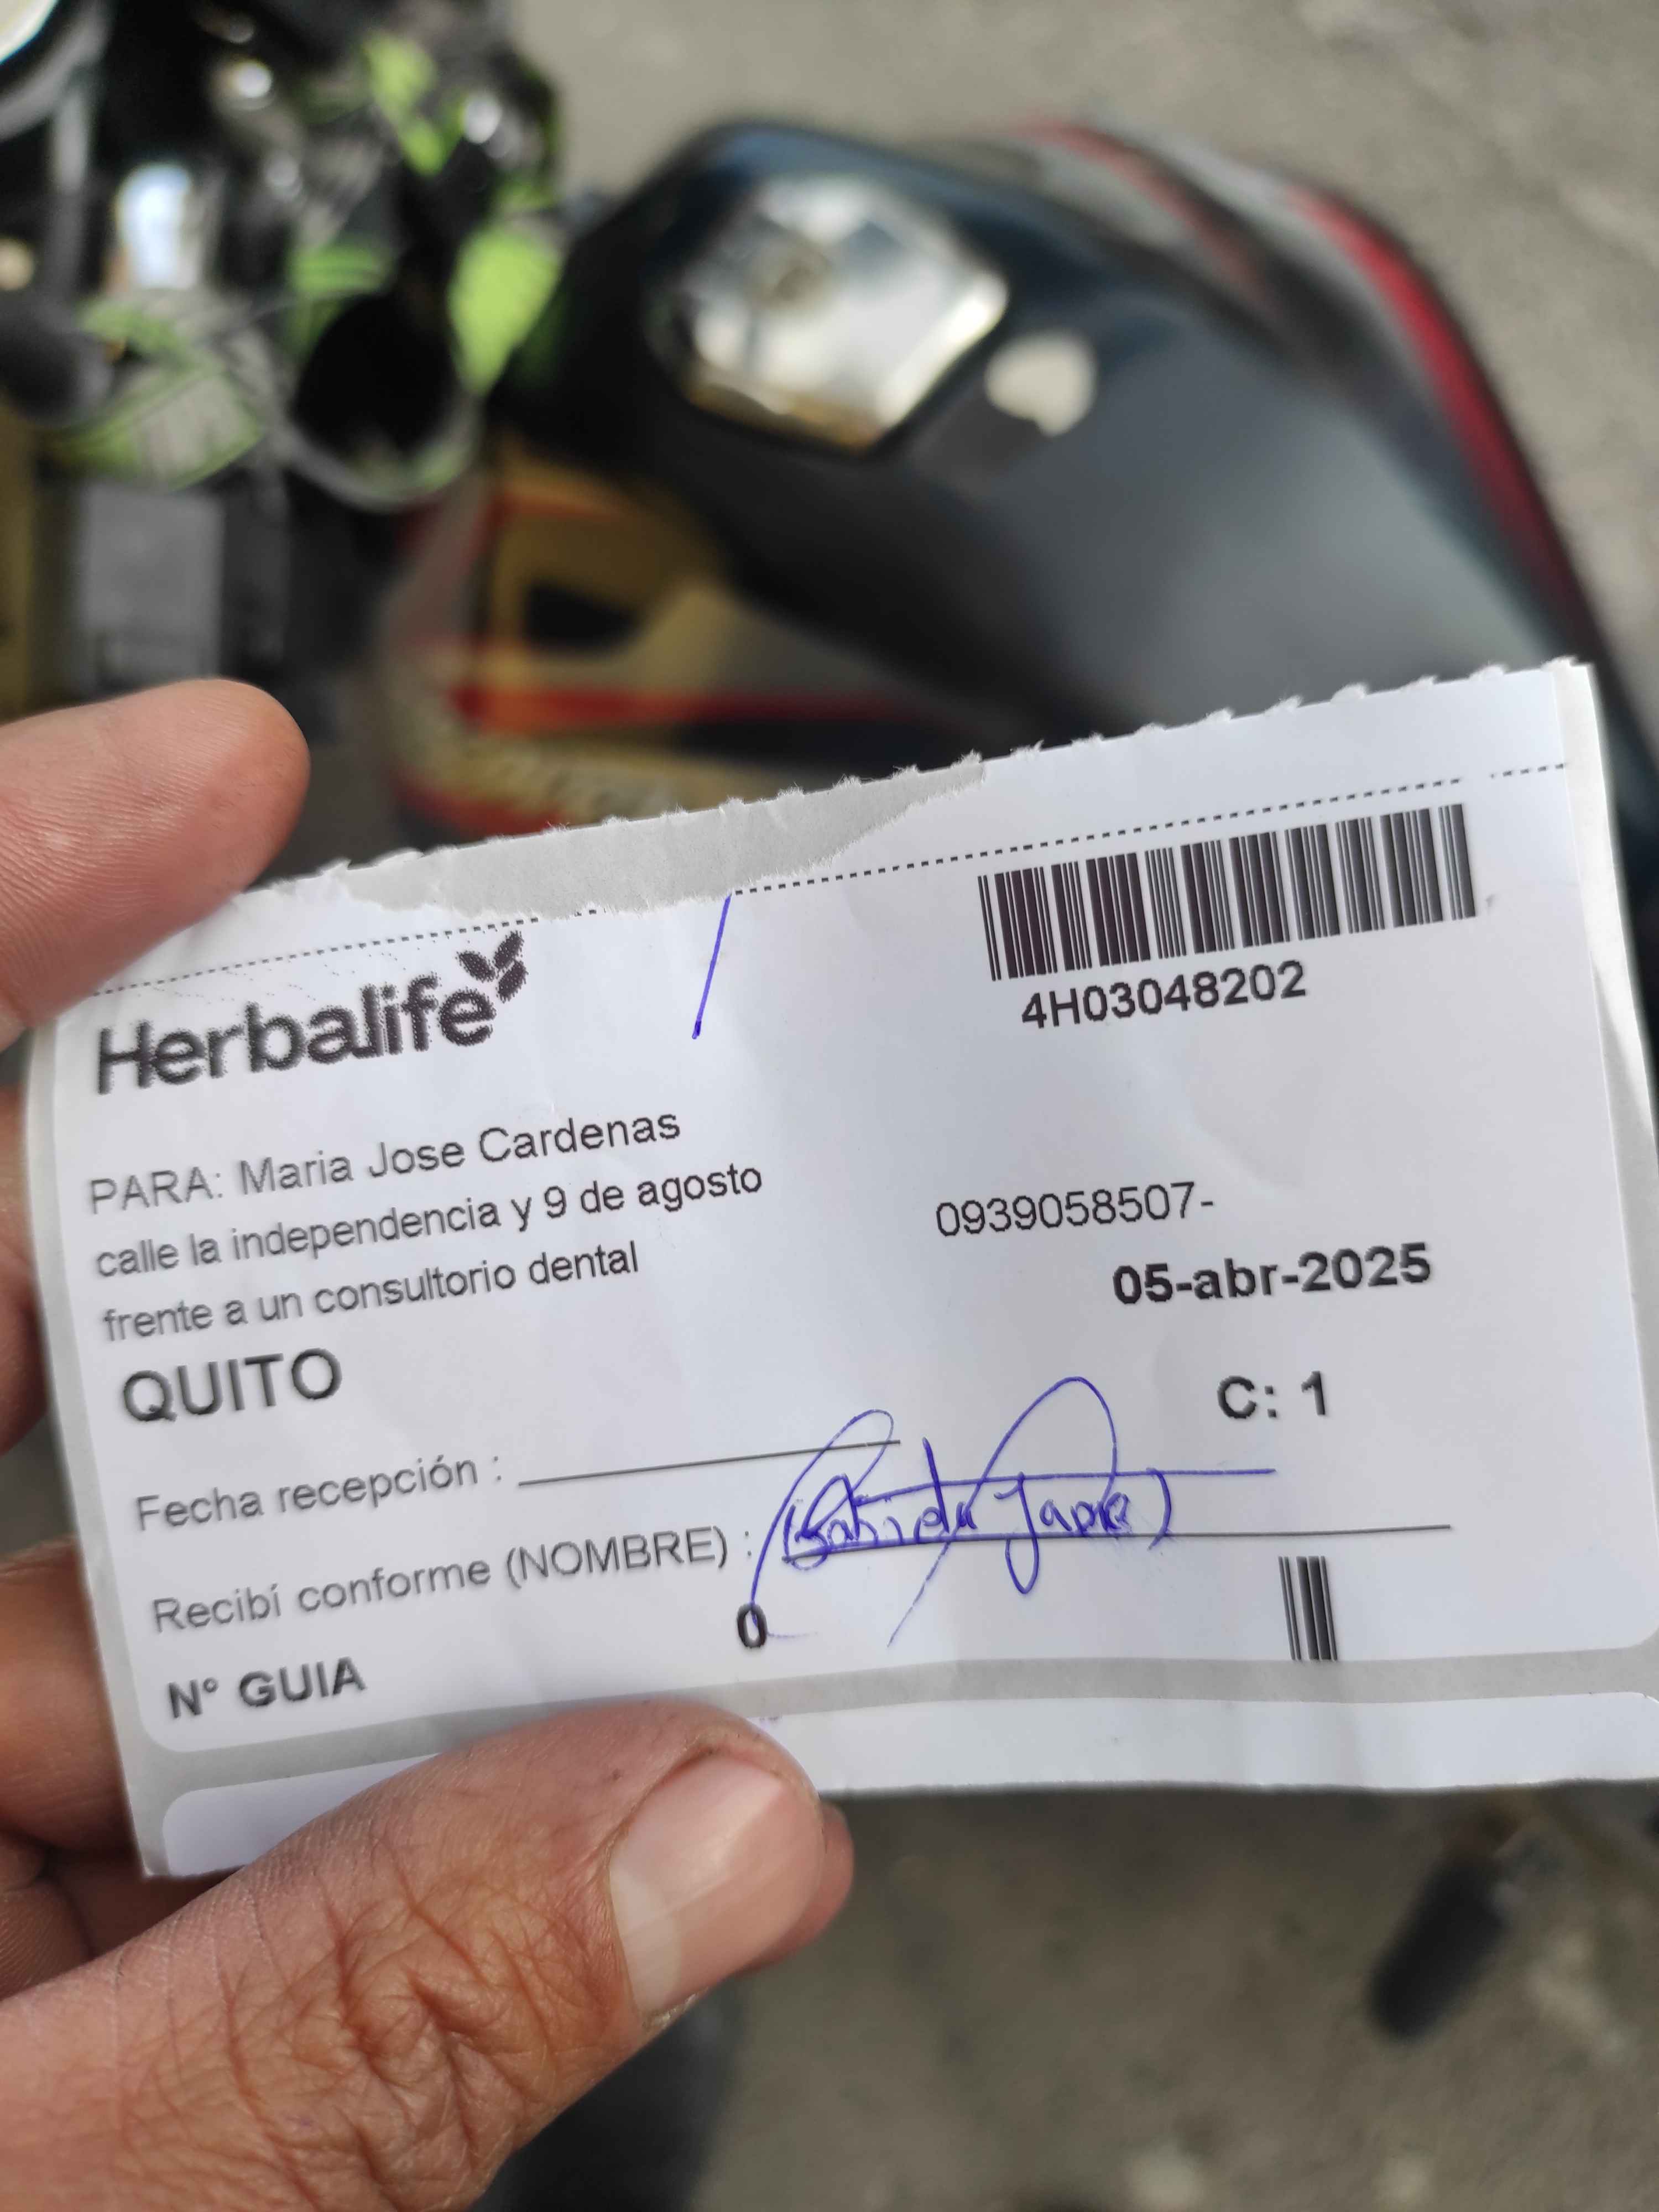 Herbalife
4H03048202
PARA: Maria Jose Cardenas
calle la independencia y 9 de agosto
frente a un consultorio dental
0939058507-
05-abr-2025
QUITO
C: 1
Fecha recepción :
Recibí conforme (NOMBRE) :
0
N° GUIA